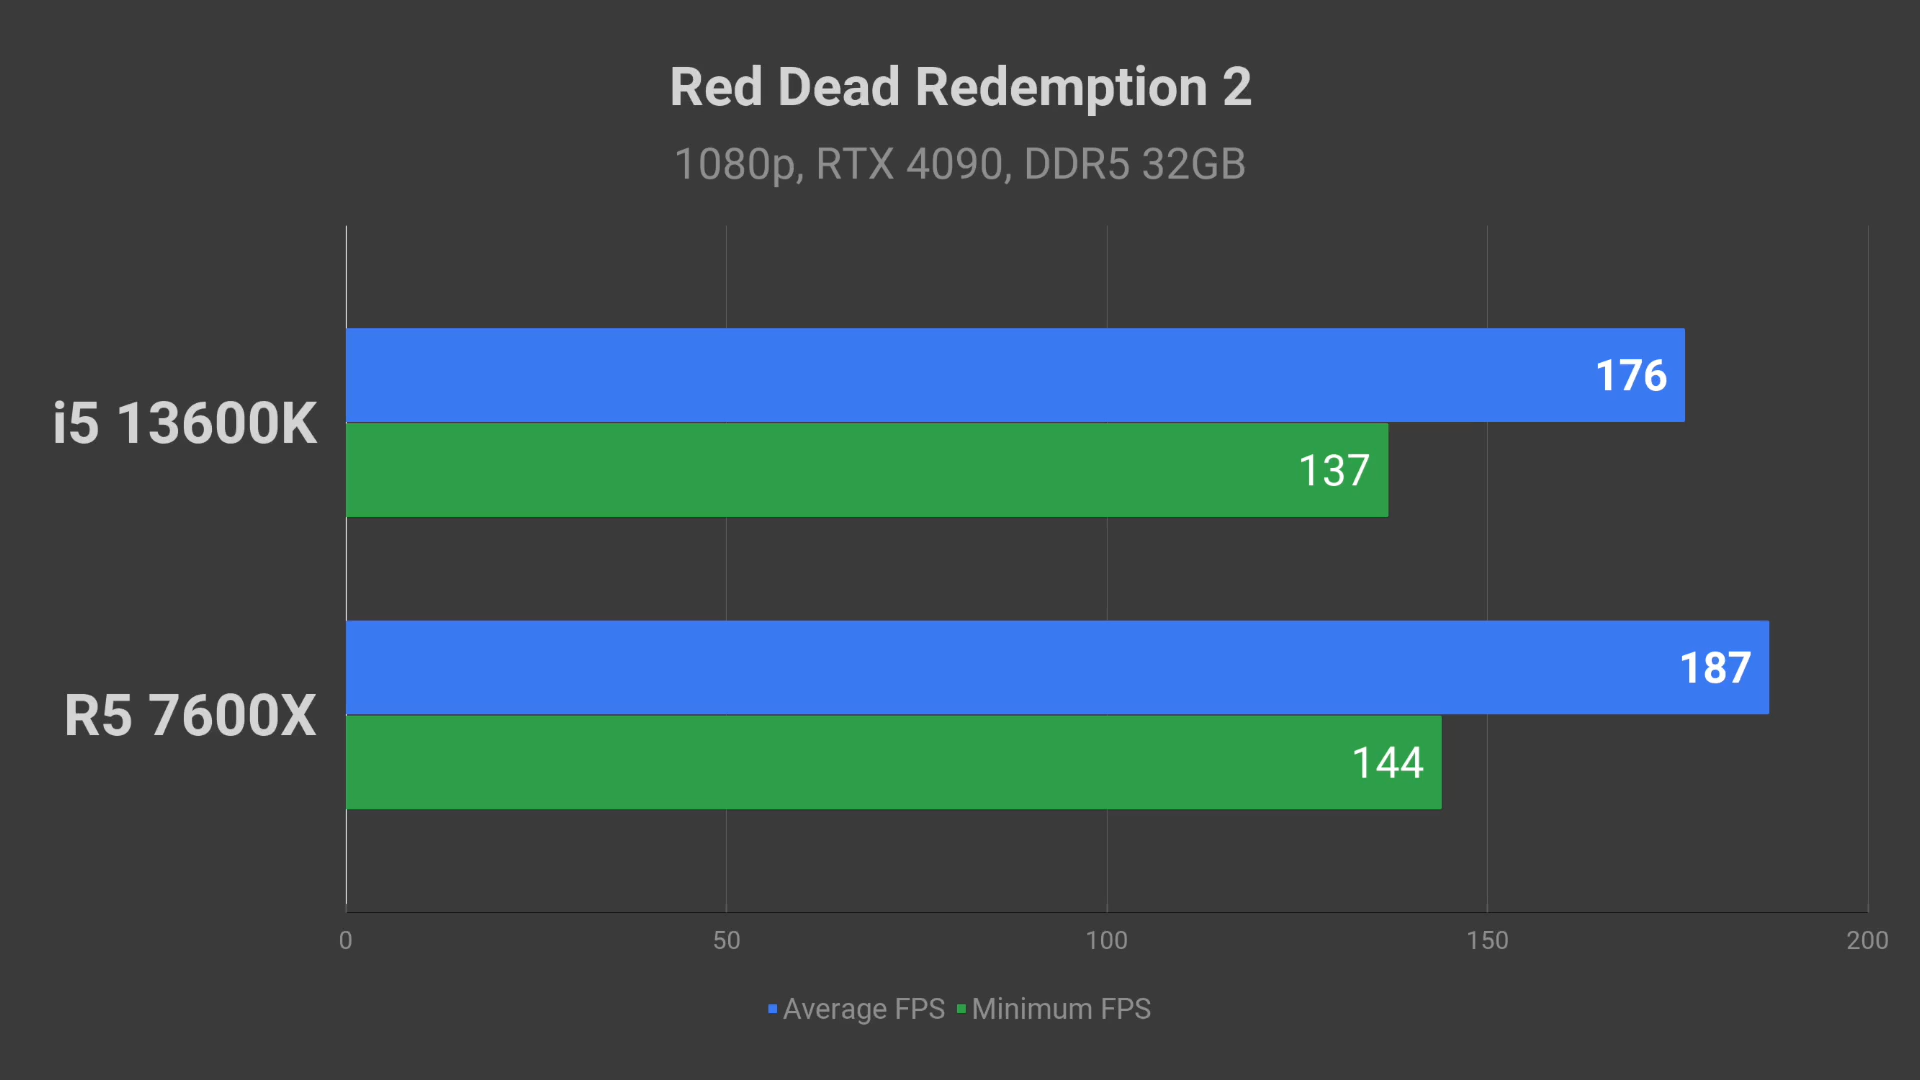 Red Dead Redemption 2
1080p, RTX 4090, DDR5 32GB
i5 13600K
176
137
R5 7600X
187
144
0 50 100 150 200
Average FPS Minimum FPS